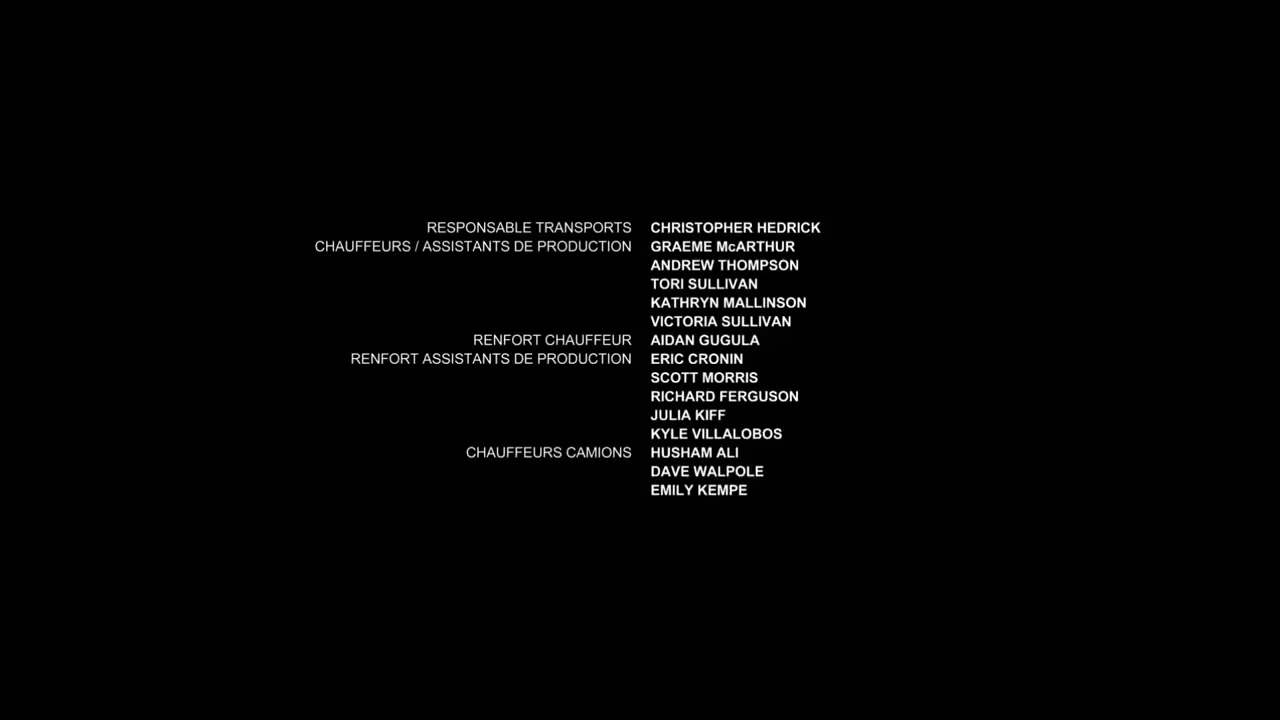 RESPONSABLE TRANSPORTS CHRISTOPHER HEDRICK
CHAUFFEURS / ASSISTANTS DE PRODUCTION GRAEME McARTHUR
ANDREW THOMPSON
TORI SULLIVAN
KATHRYN MALLINSON
VICTORIA SULLIVAN
RENFORT CHAUFFEUR AIDAN GUGULA
RENFORT ASSISTANTS DE PRODUCTION ERIC CRONIN
SCOTT MORRIS
RICHARD FERGUSON
JULIA KIFF
KYLE VILLALOBOS
CHAUFFEURS CAMIONS HUSHAM ALI
DAVE WALPOLE
EMILY KEMPE